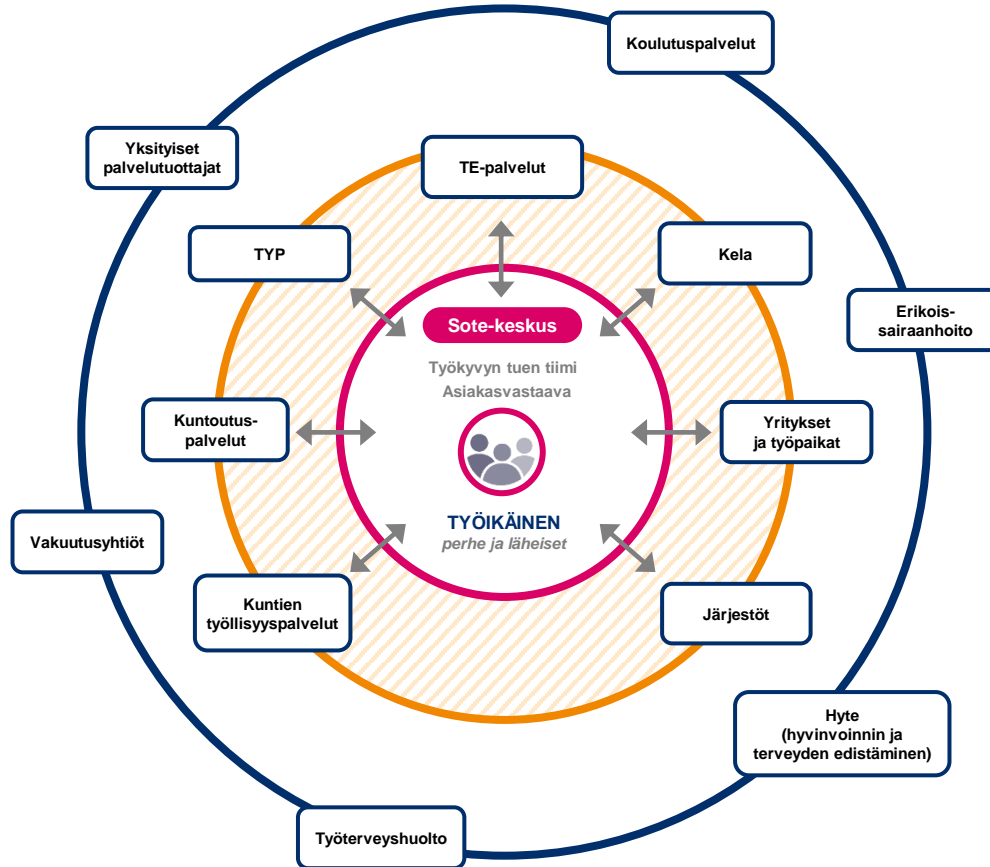 Koulutuspalvelut
Yksityiset
palvelutuottajat
TE-palvelut
TYP
Kela
Erikois-
sairaanhoito
Sote-keskus
Työkyvyn tuen tiimi
Asiakasvastaava
Kuntoutus-
palvelut
Yritykset
ja työpaikat
TYÖIKÄINEN
perhe ja läheiset
Vakuutusyhtiöt
Kuntien
työllisyyspalvelut
Järjestöt
Hyte
(hyvinvoinnin ja
terveyden edistäminen)
Työterveyshuolto